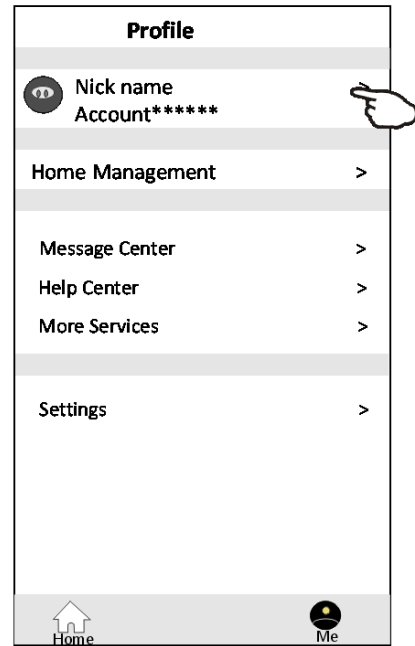 Profile
Nick name
Account******
Home Management >
Message Center >
Help Center >
More Services >
Settings >
Home Me